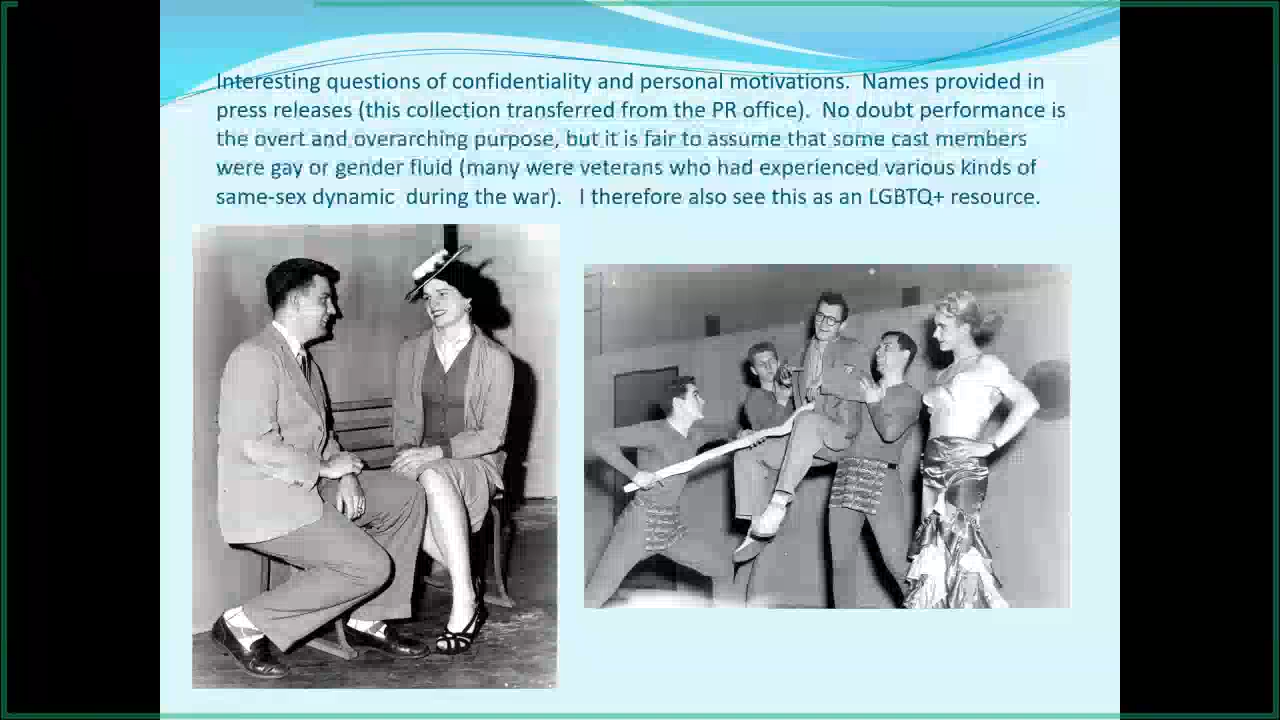 Interesting questions of confidentiality and personal motivations.  Names provided in
press releases (this collection transferred from the PR office).  No doubt performance is
the overt and overarching purpose, but it is fair to assume that some cast members
were gay or gender fluid (many were veterans who had experienced various kinds of
same-sex dynamic  during the war).   I therefore also see this as an LGBTQ+ resource.